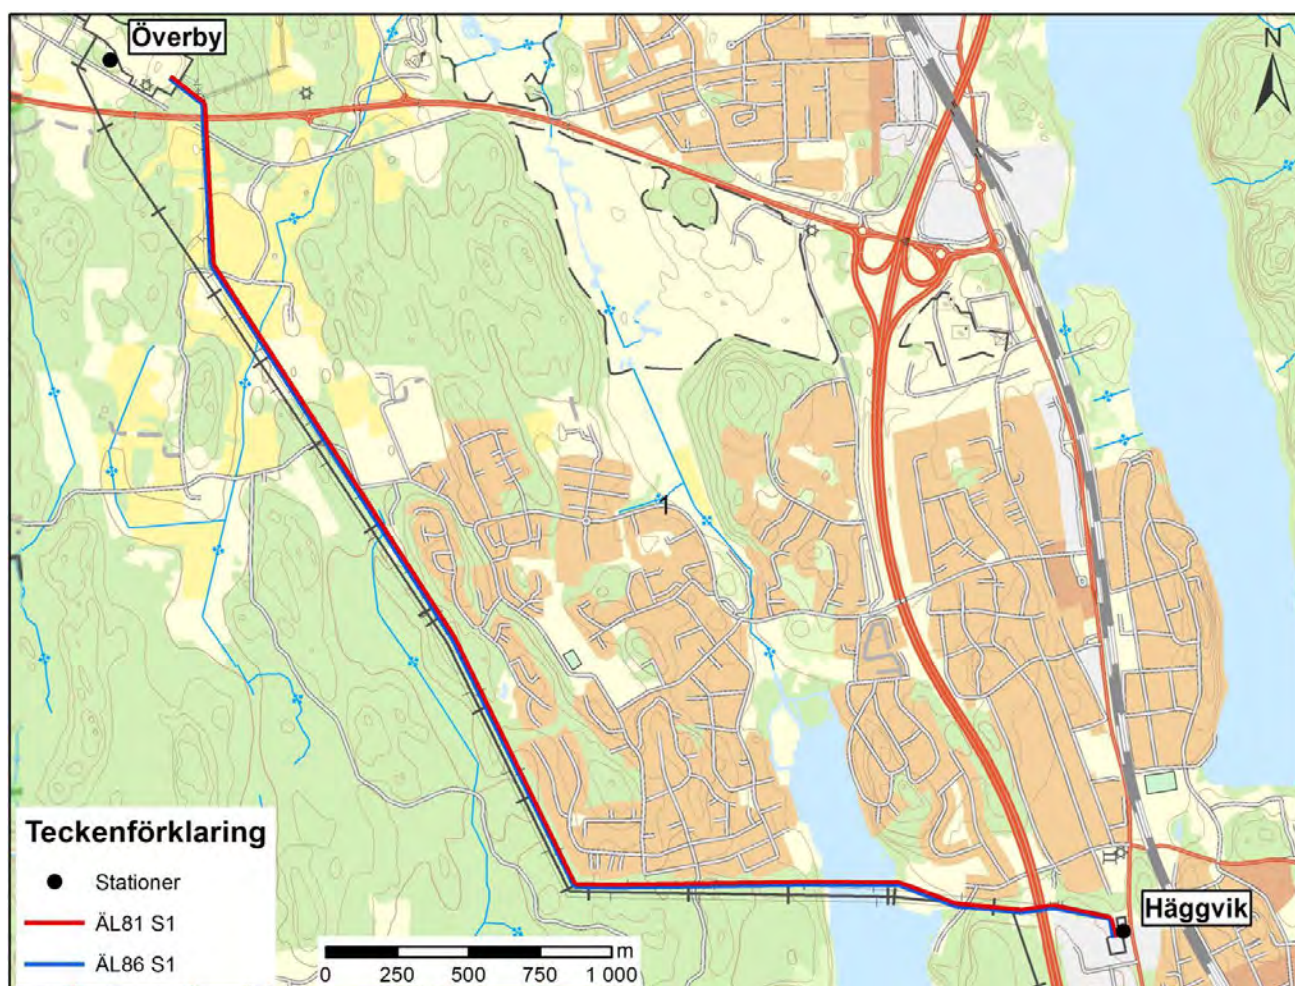 Överby
N
1
Häggvik
Teckenförklaring
Stationer
ÄL81 S1
ÄL86 S1
m
0 250 500 750 1 000